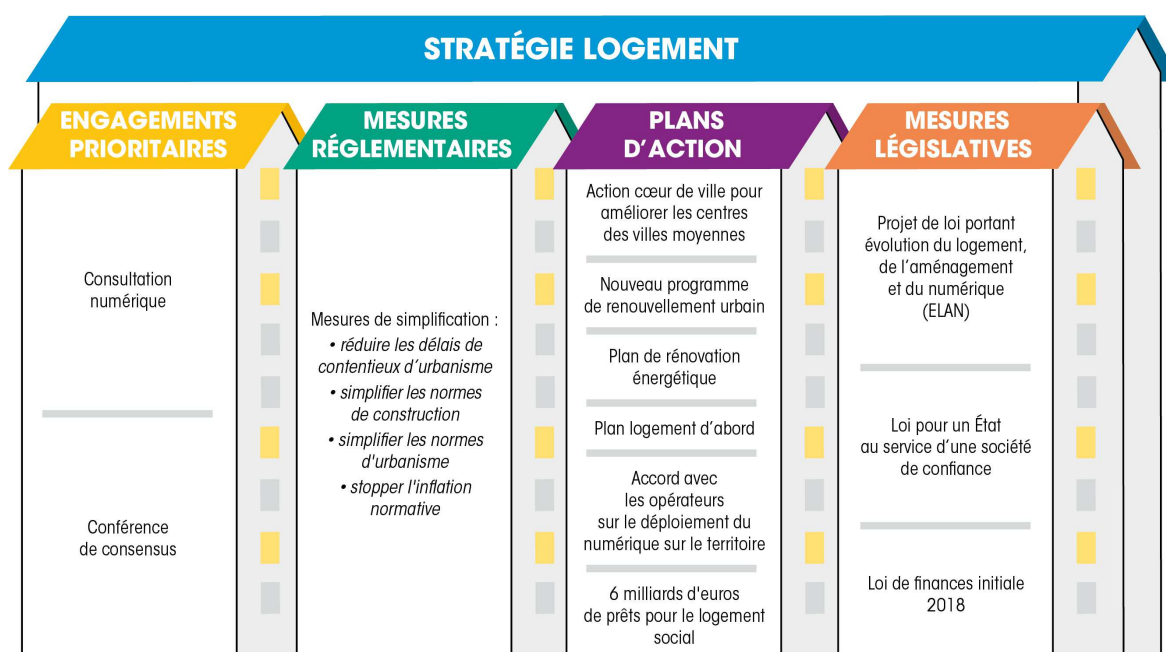 STRATÉGIE LOGEMENT
ENGAGEMENTS
PRIORITAIRES
Consultation
numérique
Conférence
de consensus
MESURES
RÉGLEMENTAIRES
Mesures de simplification :
• réduire les délais de
contentieux d'urbanisme
• simplifier les normes
de construction
• simplifier les normes
d'urbanisme
• stopper l'inflation
normative
PLANS
D'ACTION
Action cœur de ville pour
améliorer les centres
des villes moyennes
Nouveau programme
de renouvellement urbain
Plan de rénovation
énergétique
Plan logement d'abord
Accord avec
les opérateurs
sur le déploiement du
numérique sur le territoire
6 milliards d'euros
de prêts pour le logement
social
MESURES
LÉGISLATIVES
Projet de loi portant
évolution du logement,
de l'aménagement
et du numérique
(ELAN)
Loi pour un État
au service d'une société
de confiance
Loi de finances initiale
2018